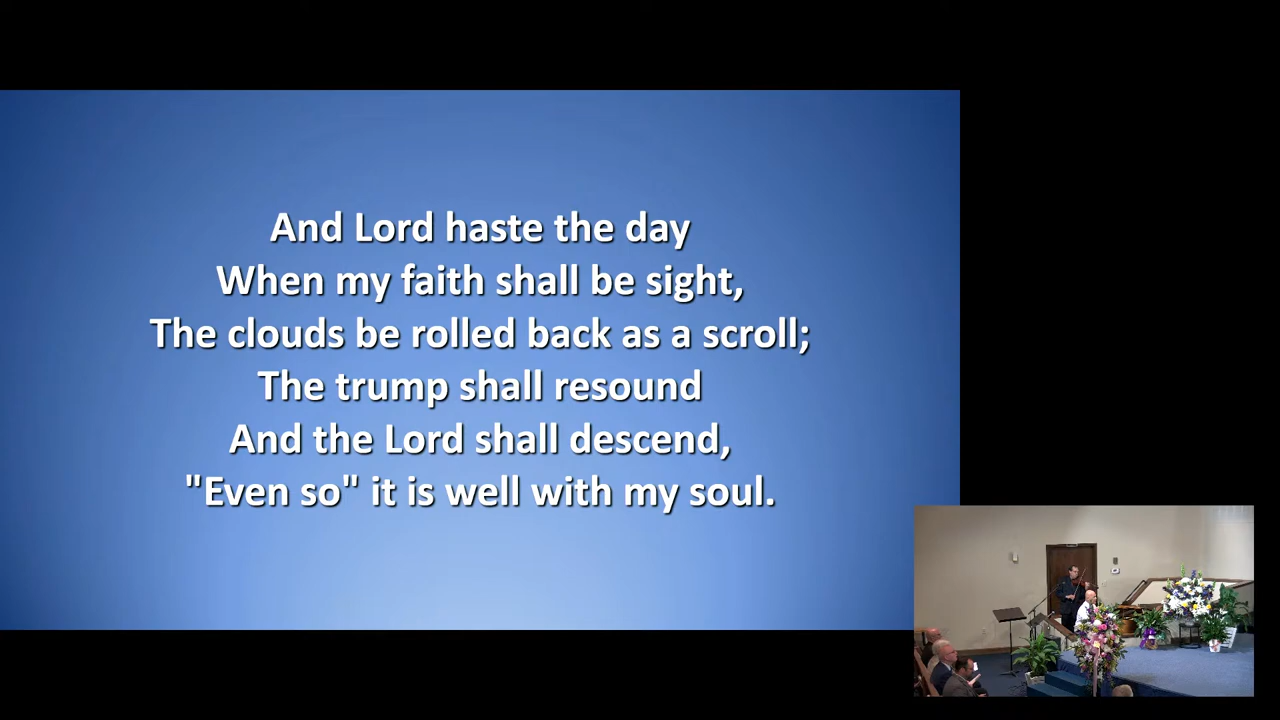 And Lord haste the day
When my faith shall be sight,
The clouds be rolled back as a scroll;
The trump shall resound
And the Lord shall descend,
"Even so" it is well with my soul.